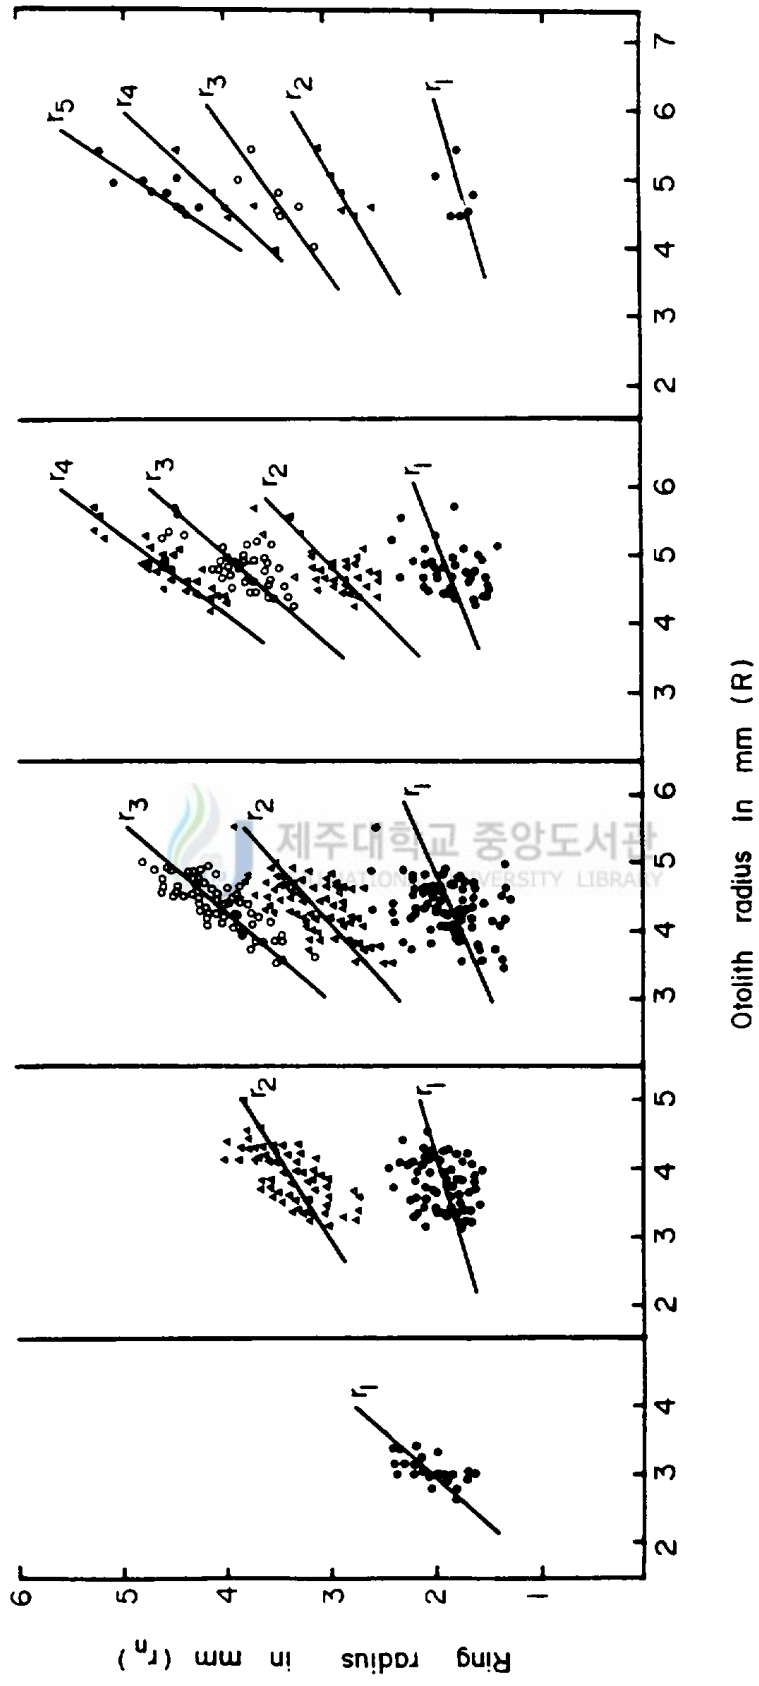 Ring radius in mm (rn)
6 5 4 3 2 1
r1
2 3 4
r2
r1
2 3 4 5
r3
r2
r1
3 4 5 6
r4
r3
r2
r1
3 4 5 6
r5
r4
r3
r2
r1
2 3 4 5 6 7
Otolith radius in mm (R)
제주대학교 중앙도서관
NATIONAL UNIVERSITY LIBRARY